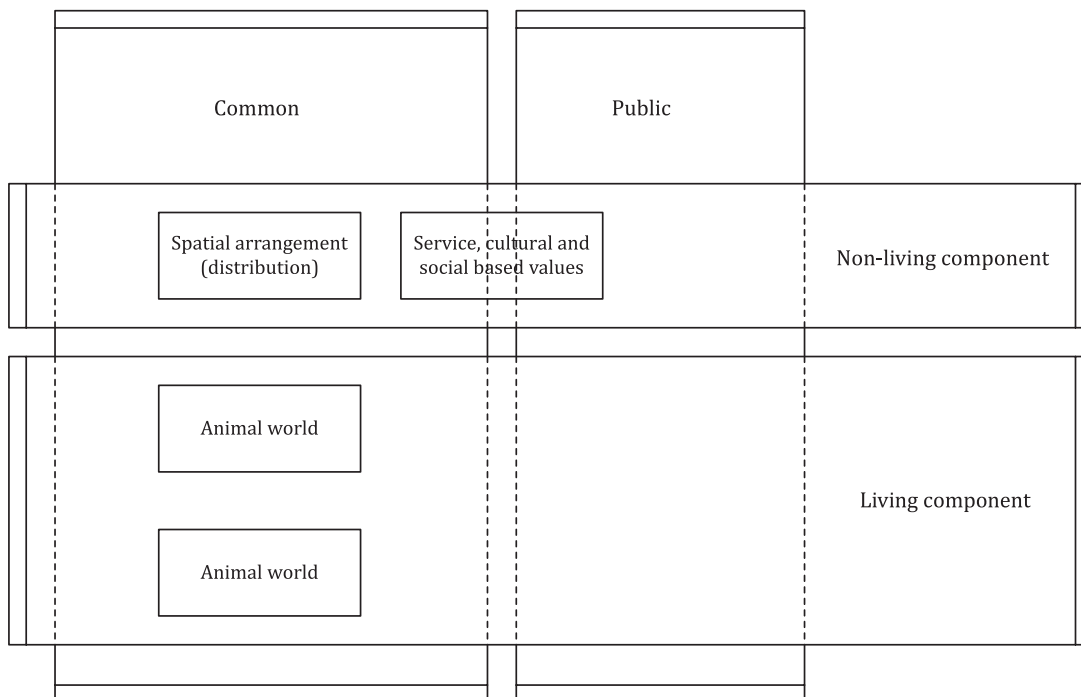 Common
Public
Spatial arrangement
(distribution)
Service, cultural and
social based values
Non-living component
Animal world
Living component
Animal world